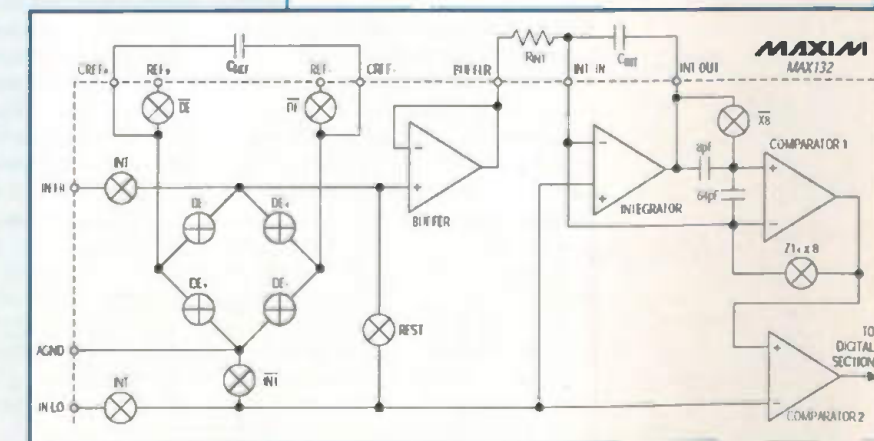 CREF+ REF+ CREF REF- CREF- BUFFER RINT INT IN CINT INT OUT
MAXIM
MAX132
DE DE X8
COMPARATOR 1
8pF
IN HI INT
64pF
DE- DE+
BUFFER INTEGRATOR
Z1+ x 8
DE+ DE-
REST
AGND
INT INT
IN LO
TO
DIGITAL
SECTION
COMPARATOR 2